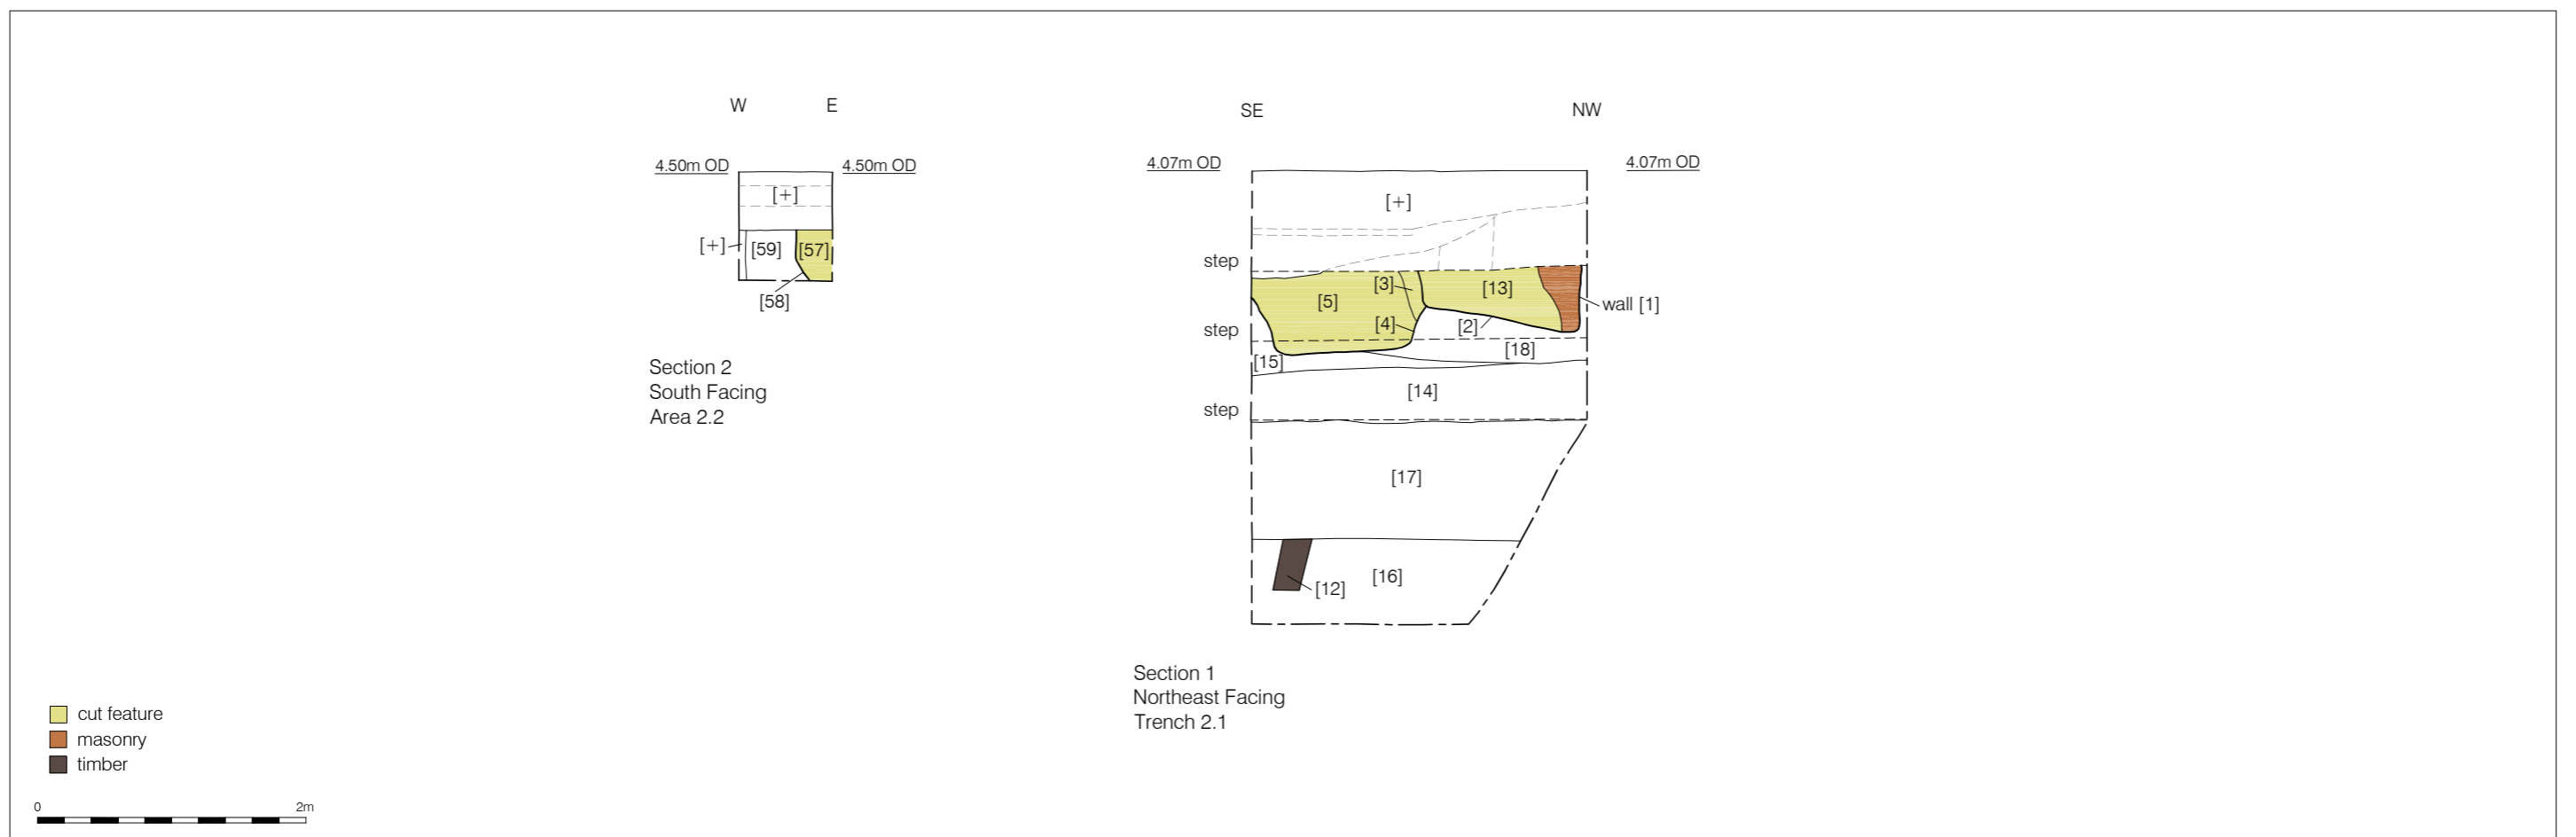 W E
4.50m OD 4.50m OD
[+]
[+] [59] [57]
[58]
Section 2
South Facing
Area 2.2
SE NW
4.07m OD 4.07m OD
[+]
step
[3] [13]
[5] wall [1]
[4] [2]
step
[18]
[15]
[14]
step
[17]
[16]
[12]
Section 1
Northeast Facing
Trench 2.1
cut feature
masonry
timber
0 2m